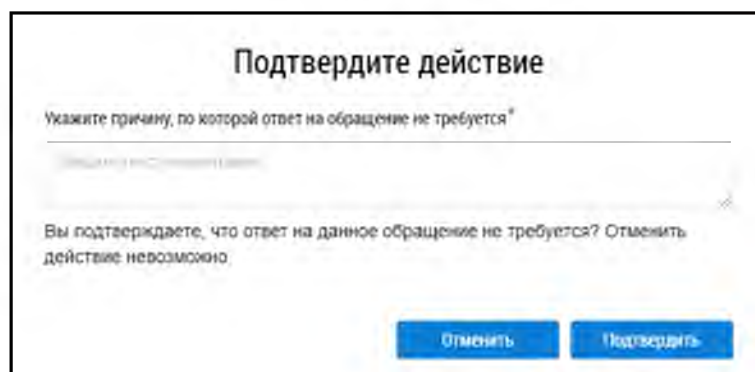 Подтвердите действие
Укажите причину, по которой ответ на обращение не требуется*
Вы подтверждаете, что ответ на данное обращение не требуется? Отменить
действие невозможно
Отменить
Подтвердить